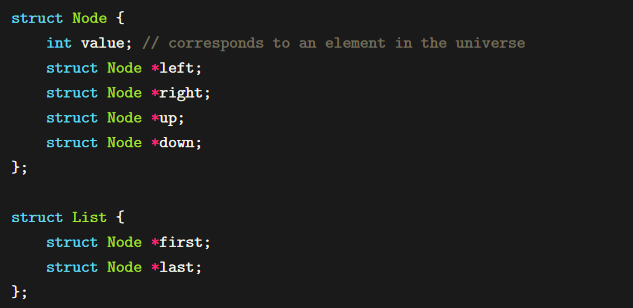 struct Node {
    int value; // corresponds to an element in the universe
    struct Node *left;
    struct Node *right;
    struct Node *up;
    struct Node *down;
};

struct List {
    struct Node *first;
    struct Node *last;
};